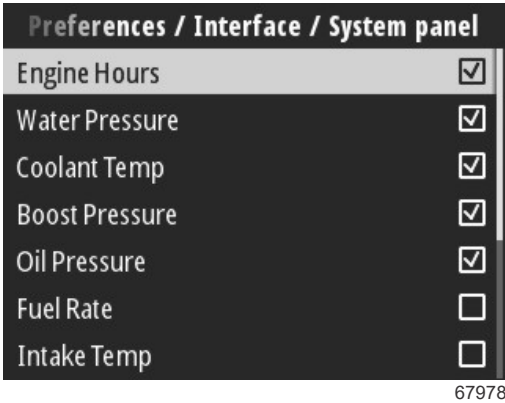 Preferences / Interface / System panel
Engine Hours
Water Pressure
Coolant Temp
Boost Pressure
Oil Pressure
Fuel Rate
Intake Temp
67978